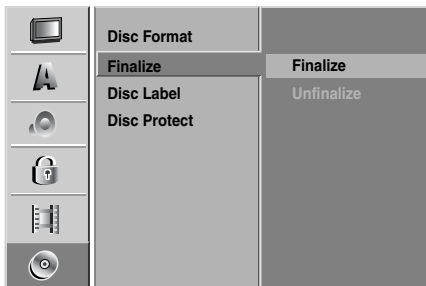 Disc Format
Finalize
Finalize
Disc Label
Unfinalize
Disc Protect